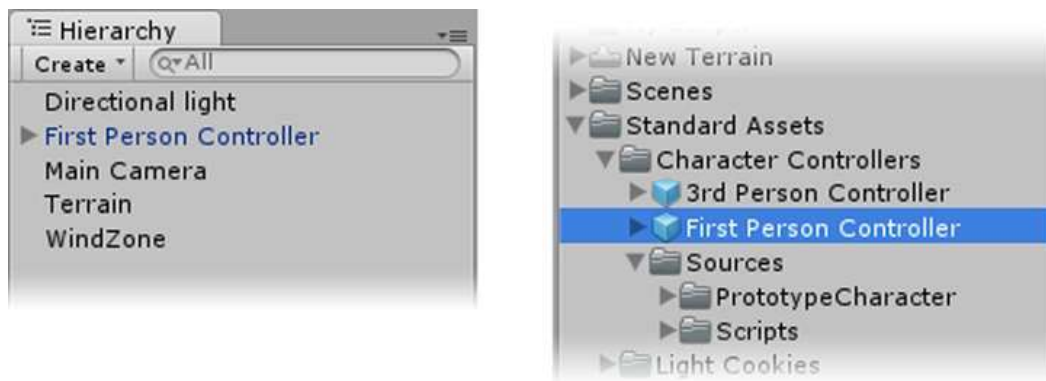 Hierarchy
Create
All
Directional light
First Person Controller
Main Camera
Terrain
WindZone
New Terrain
Scenes
Standard Assets
Character Controllers
3rd Person Controller
First Person Controller
Sources
PrototypeCharacter
Scripts
Light Cookies